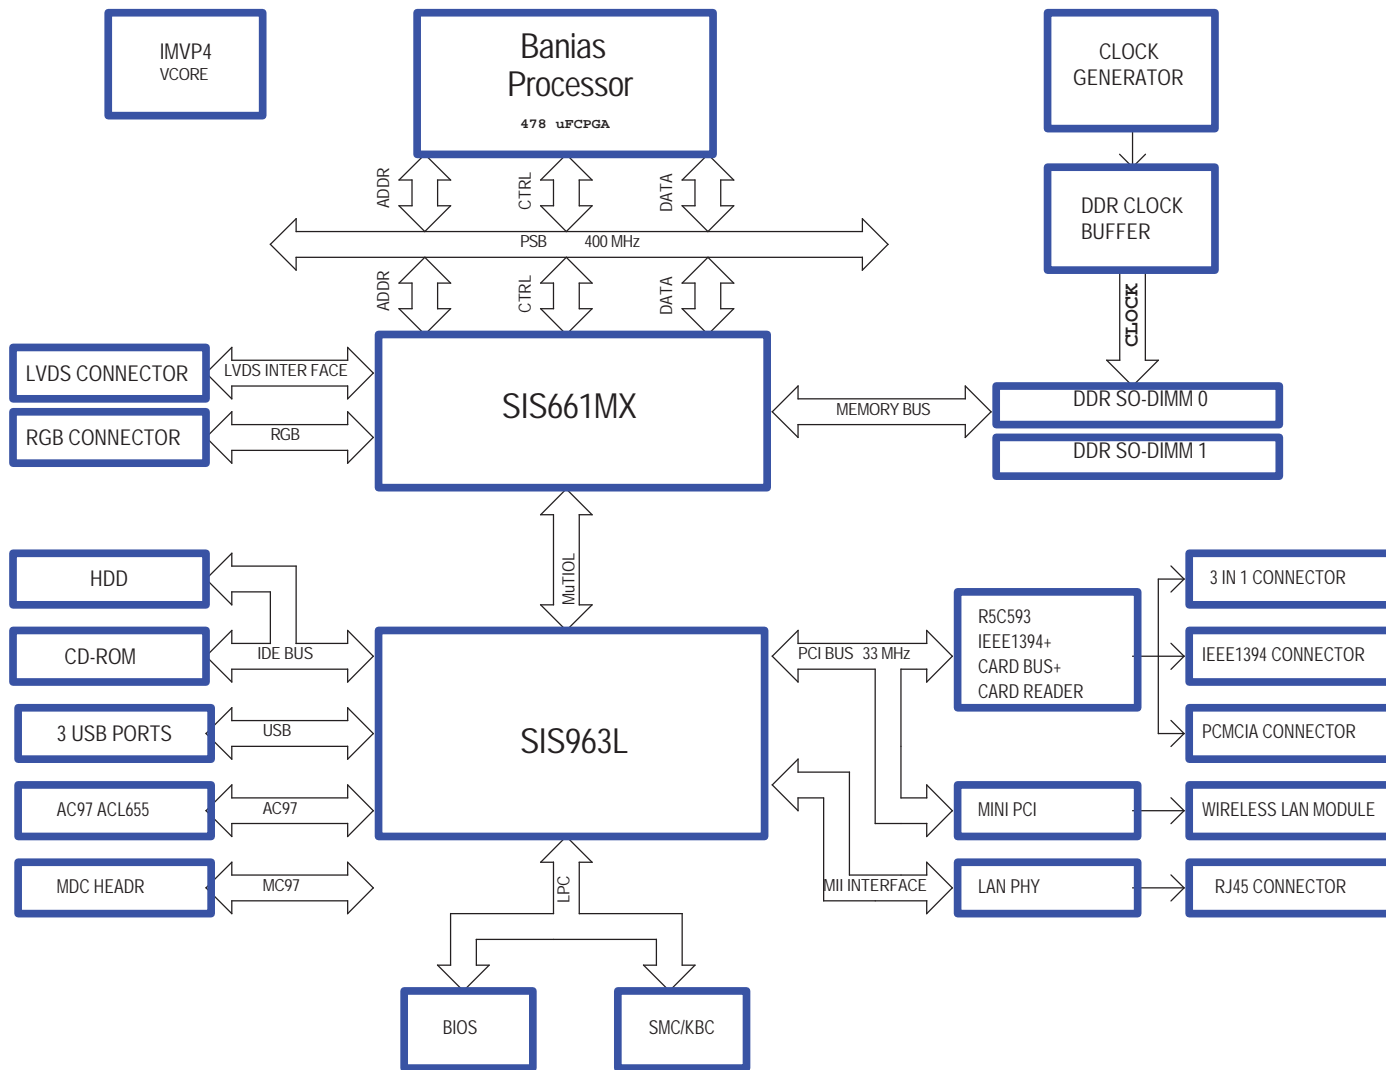 IMVP4
VCORE
Banias
Processor
478 uFCPGA
CLOCK
GENERATOR
ADDR
CTRL
DATA
DDR CLOCK
BUFFER
PSB 400 MHz
ADDR
CTRL
DATA
CLOCK
LVDS CONNECTOR
LVDS INTER FACE
SIS661MX
MEMORY BUS
DDR SO-DIMM 0
RGB CONNECTOR
RGB
DDR SO-DIMM 1
MuTIOL
HDD
CD-ROM
IDE BUS
3 USB PORTS
USB
SIS963L
AC97 ACL655
AC97
MDC HEADR
MC97
PCI BUS 33 MHz
R5C593
IEEE1394+
CARD BUS+
CARD READER
3 IN 1 CONNECTOR
IEEE1394 CONNECTOR
PCMCIA CONNECTOR
MINI PCI
WIRELESS LAN MODULE
MII INTERFACE
LAN PHY
RJ45 CONNECTOR
LPC
BIOS
SMC/KBC